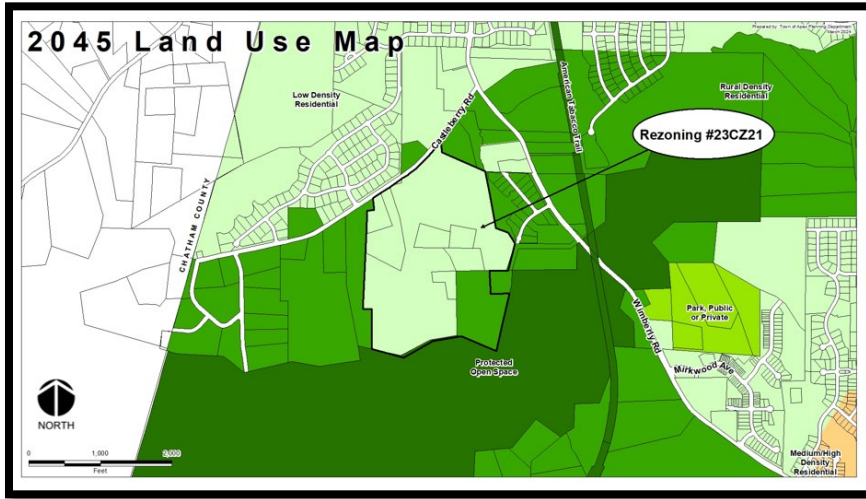 2045 Land Use Map
Prepared by: Town of Apex Planning Department
March 2024
Low Density
Residential
Castleberry Rd
American Tabacco Trail
Rural Density
Residential
Rezoning #23CZ21
CHATHAM COUNTY
Park, Public
or Private
Wimberly Rd
Protected
Open Space
Mirkwood Ave
NORTH
0 1,000 2,000
Feet
Medium/High
Density
Residential